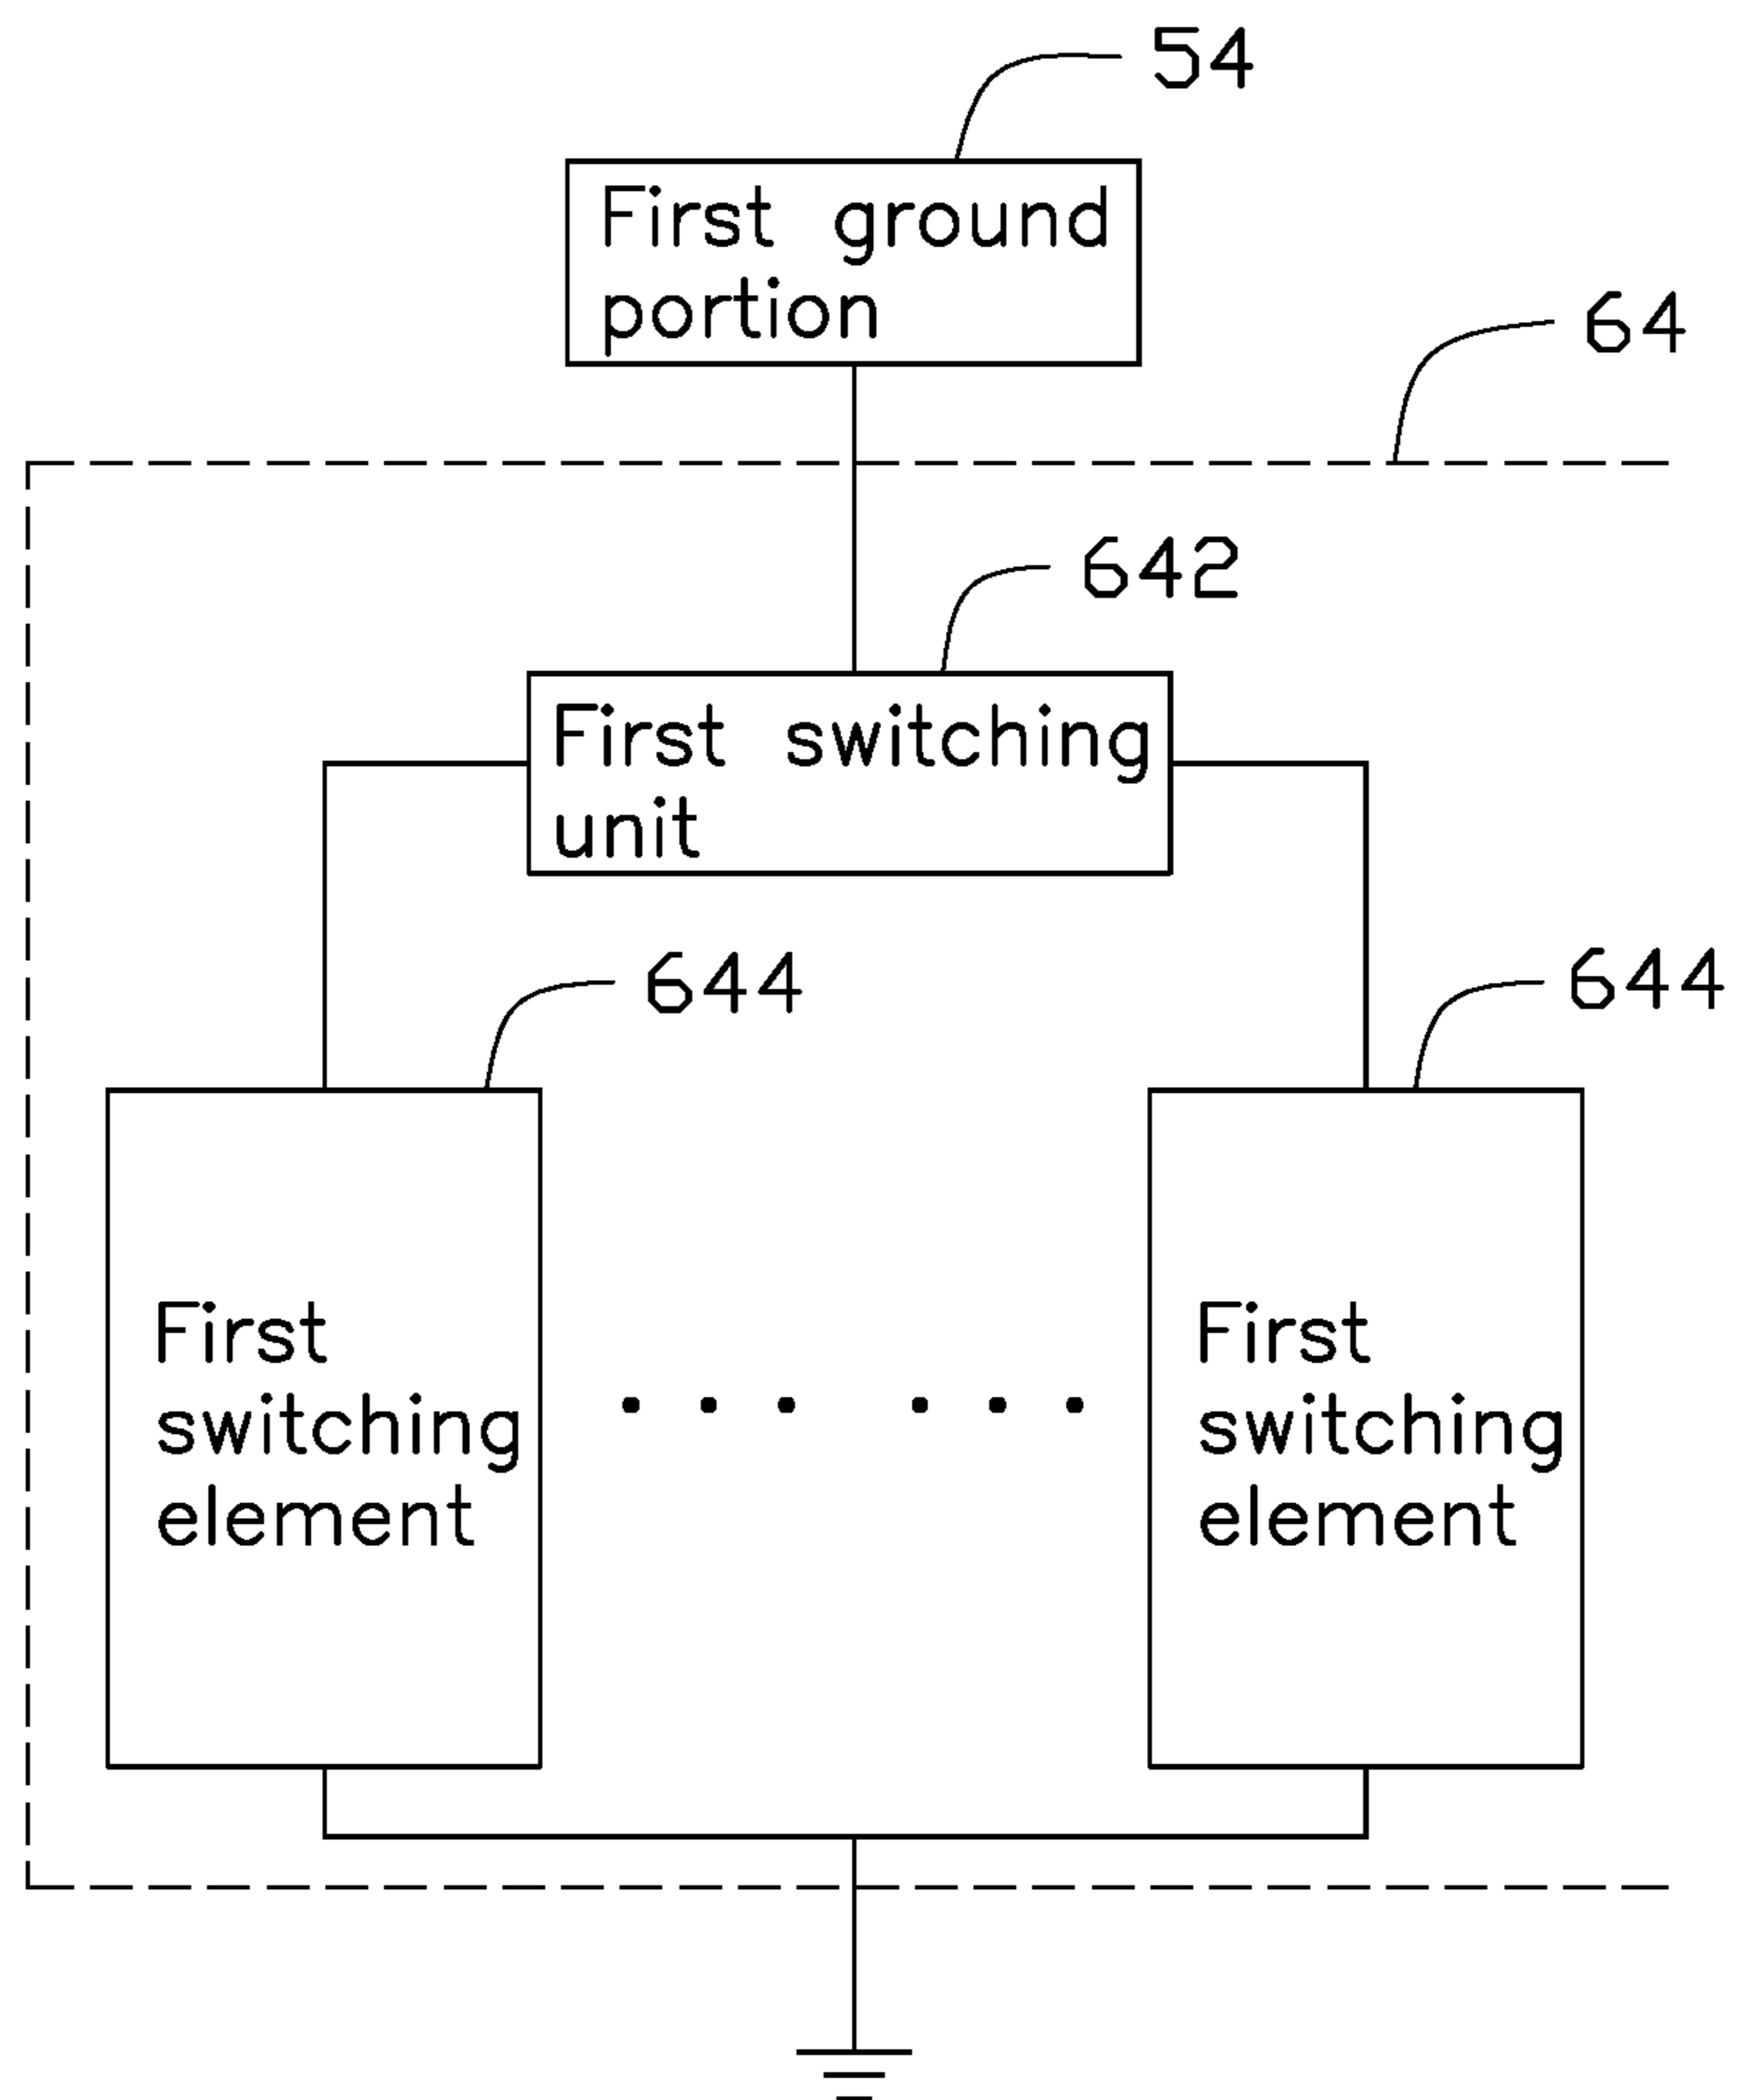 54
First ground
portion
64
642
First switching
unit
644
644
First
switching
element
First
switching
element